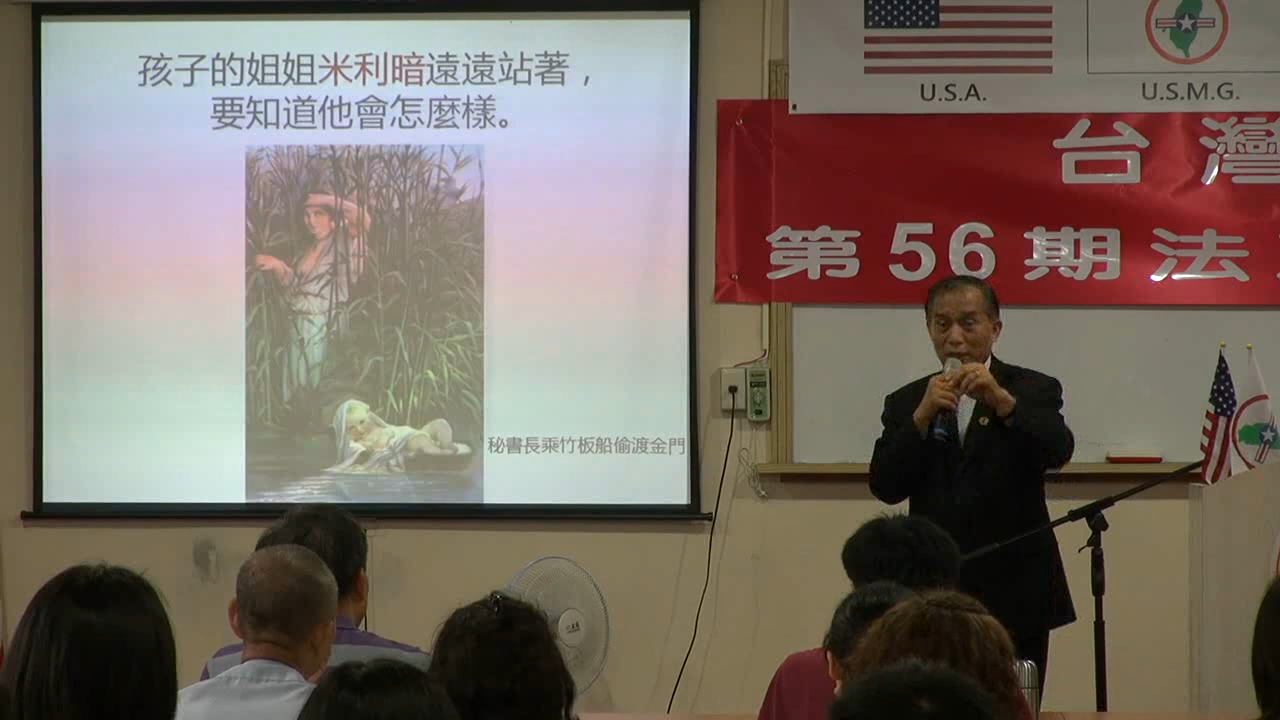 孩子的姐姐米利暗遠遠站著，
要知道他會怎麼樣。
秘書長乘竹板船偷渡金門
U.S.A.
U.S.M.G.
台灣
第56期法